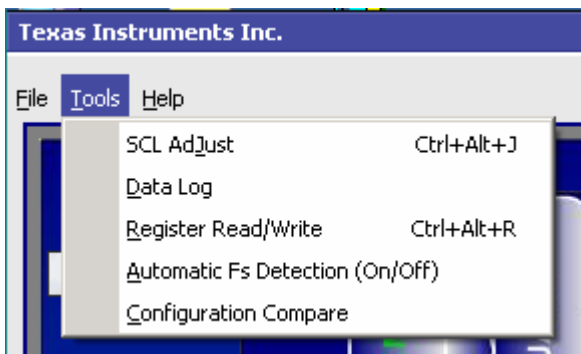 Texas Instruments Inc.
File Tools Help
SCL AdJust Ctrl+Alt+J
Data Log
Register Read/Write Ctrl+Alt+R
Automatic Fs Detection (On/Off)
Configuration Compare